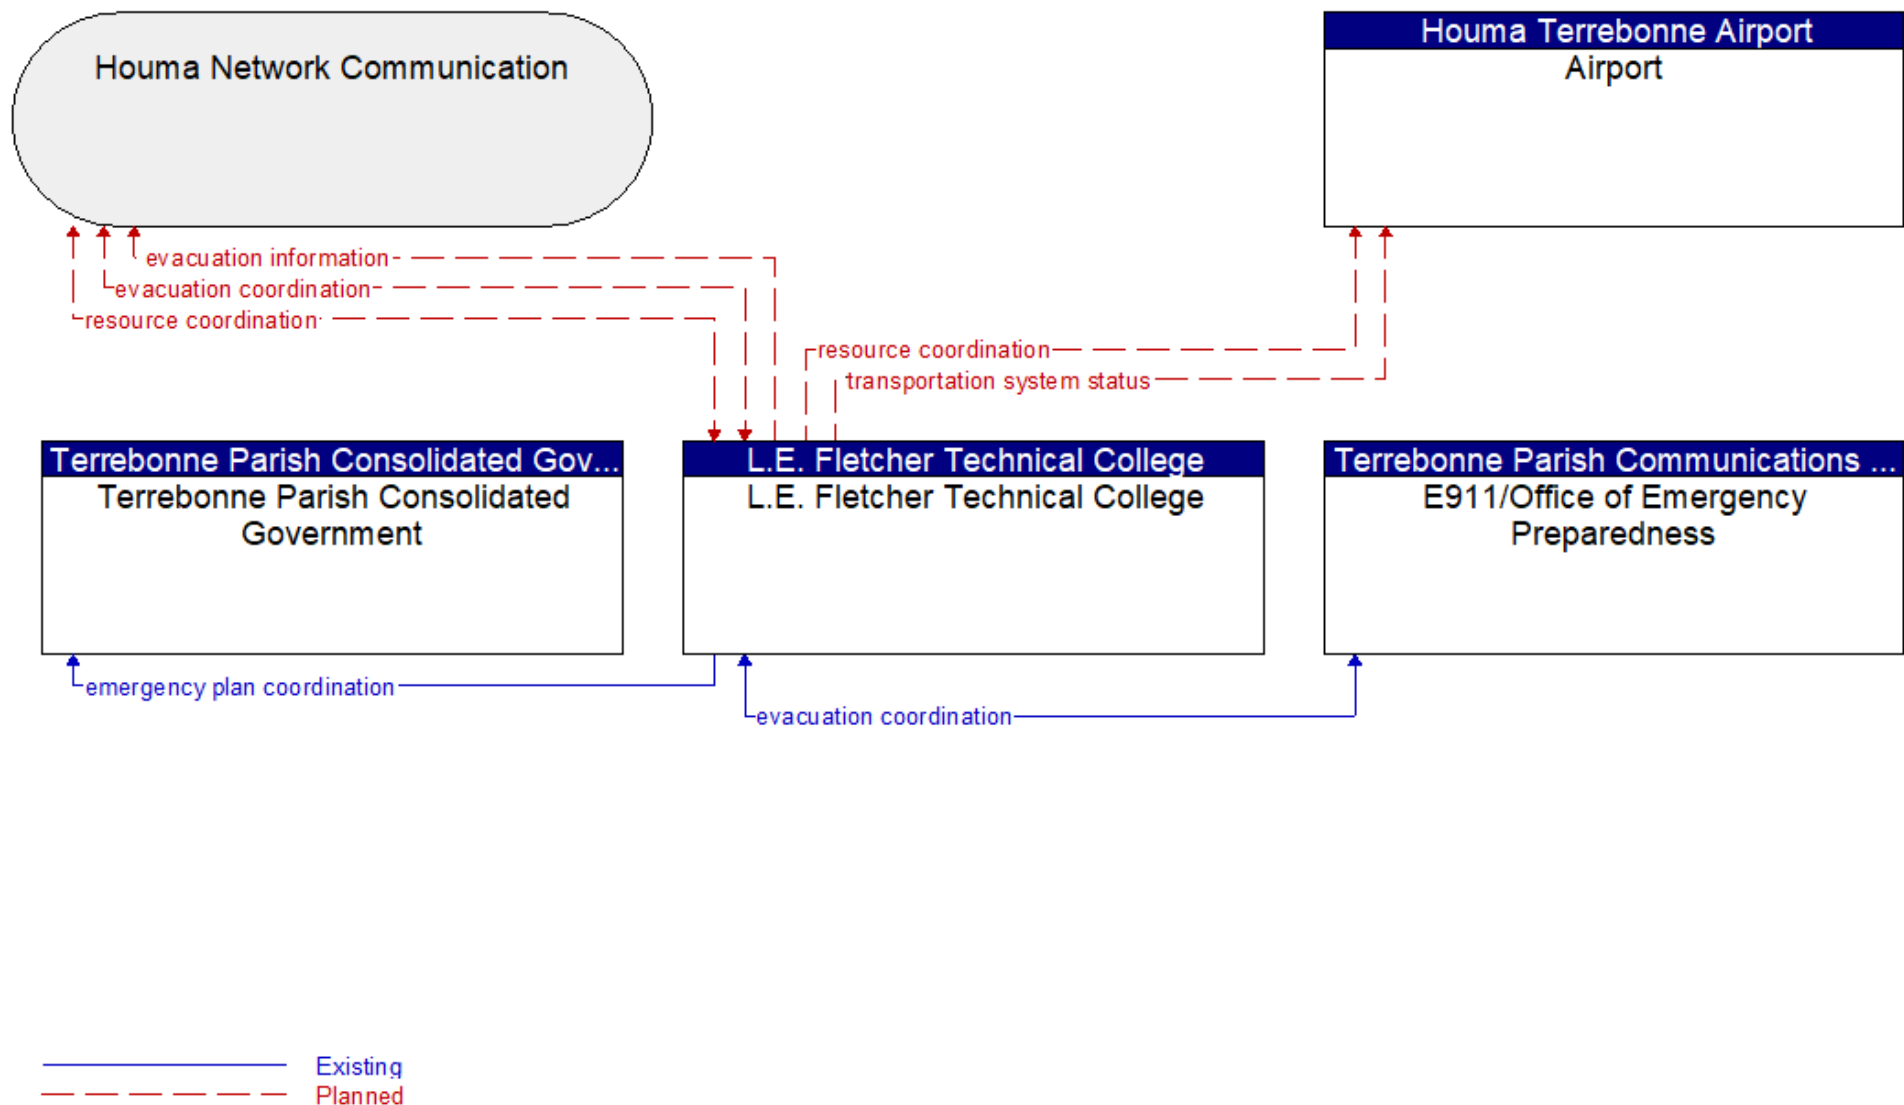 Houma Network Communication
Houma Terrebonne Airport
Airport
evacuation information
evacuation coordination
resource coordination
resource coordination
transportation system status
Terrebonne Parish Consolidated Gov...
Terrebonne Parish Consolidated
Government
L.E. Fletcher Technical College
L.E. Fletcher Technical College
Terrebonne Parish Communications ...
E911/Office of Emergency
Preparedness
emergency plan coordination
evacuation coordination
Existing
Planned